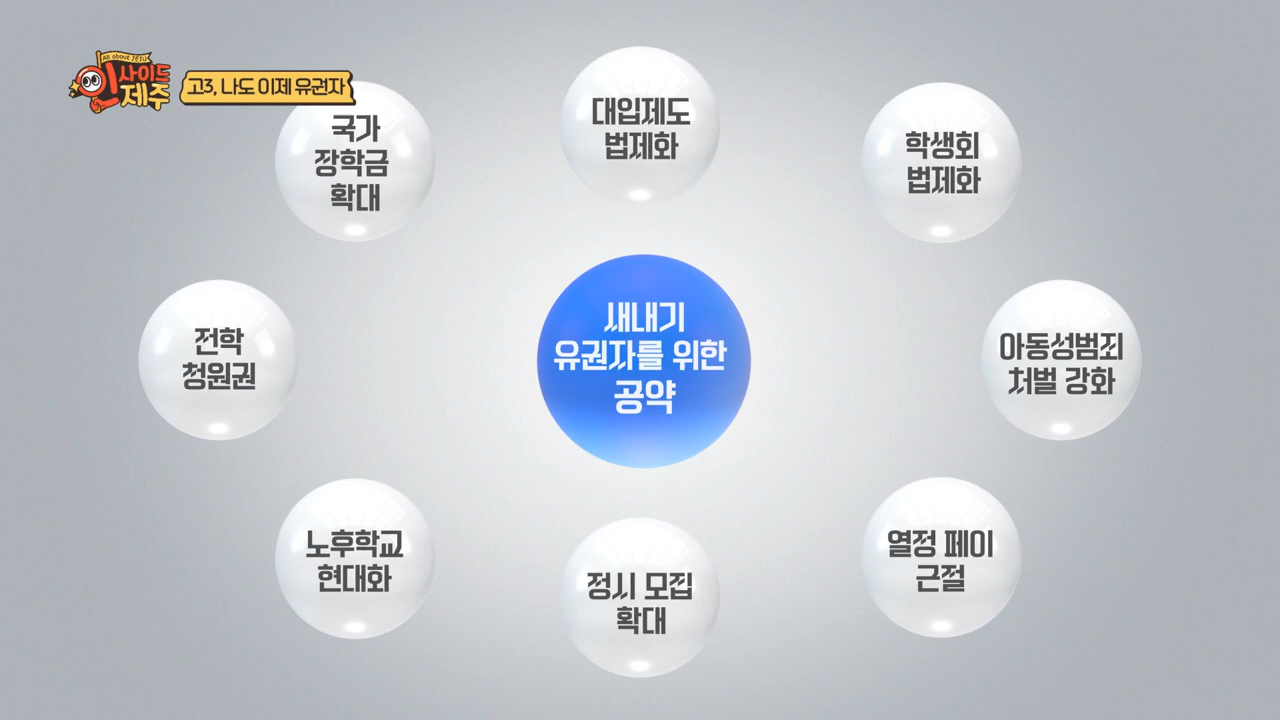 All about JEJU
인사이드
제주
고3, 나도 이제 유권자
국가
장학금
확대
대입제도
법제화
학생회
법제화
전학
청원권
새내기
유권자를 위한
공약
아동성범죄
처벌 강화
노후학교
현대화
정시 모집
확대
열정 페이
근절